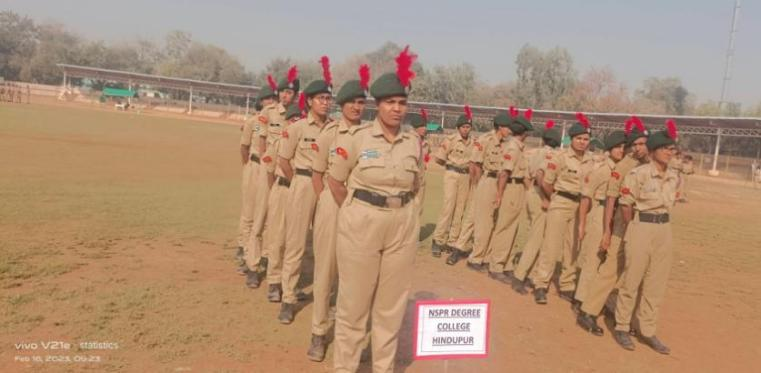 NSPR DEGREE
COLLEGE
HINDUPUR
vivo V21e · statistics
Feb 16, 2023, 09:23